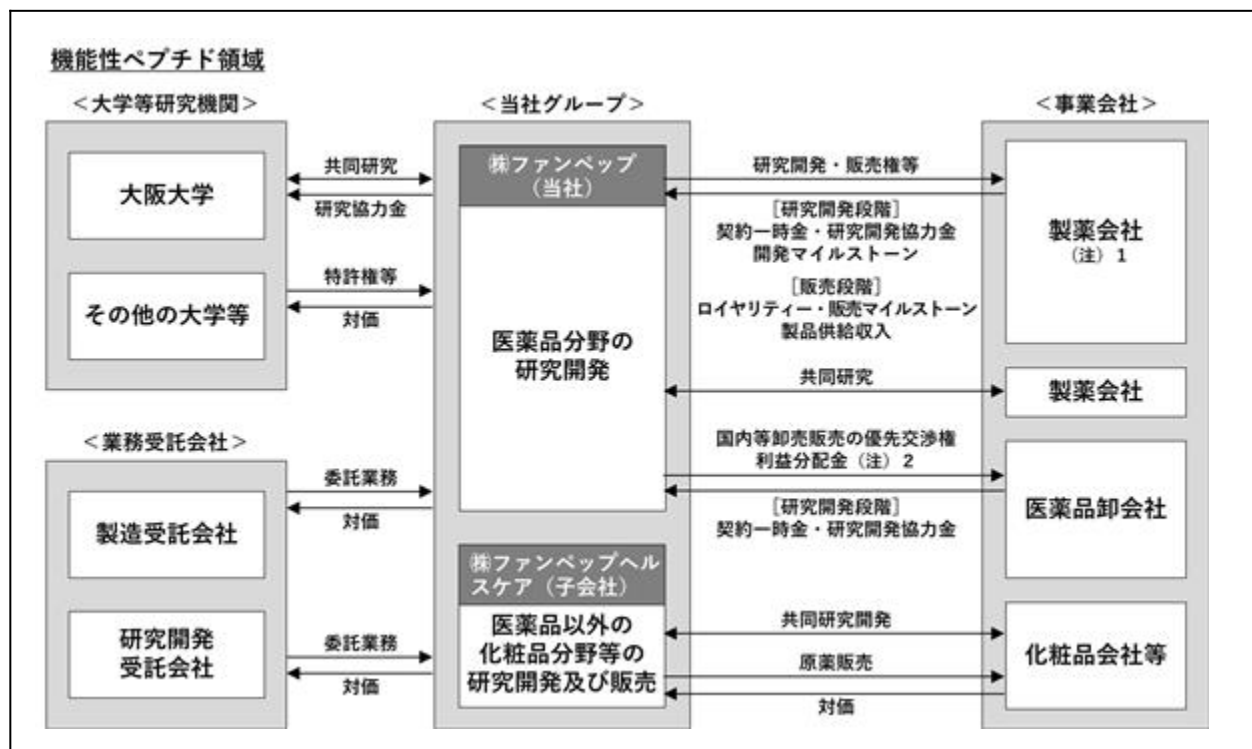 機能性ペプチド領域
＜大学等研究機関＞
大阪大学
その他の大学等
＜業務受託会社＞
製造受託会社
研究開発
受託会社
共同研究
研究協力金
特許権等
対価
委託業務
対価
委託業務
対価
＜当社グループ＞
㈱ファンペップ
（当社）
医薬品分野の
研究開発
㈱ファンペップヘル
スケア（子会社）
医薬品以外の
化粧品分野等の
研究開発及び販売
研究開発・販売権等
［研究開発段階］
契約一時金・研究開発協力金
開発マイルストーン
［販売段階］
ロイヤリティー・販売マイルストーン
製品供給収入
共同研究
国内等卸売販売の優先交渉権
利益分配金（注）２
［研究開発段階］
契約一時金・研究開発協力金
共同研究開発
原薬販売
対価
＜事業会社＞
製薬会社
（注）１
製薬会社
医薬品卸会社
化粧品会社等